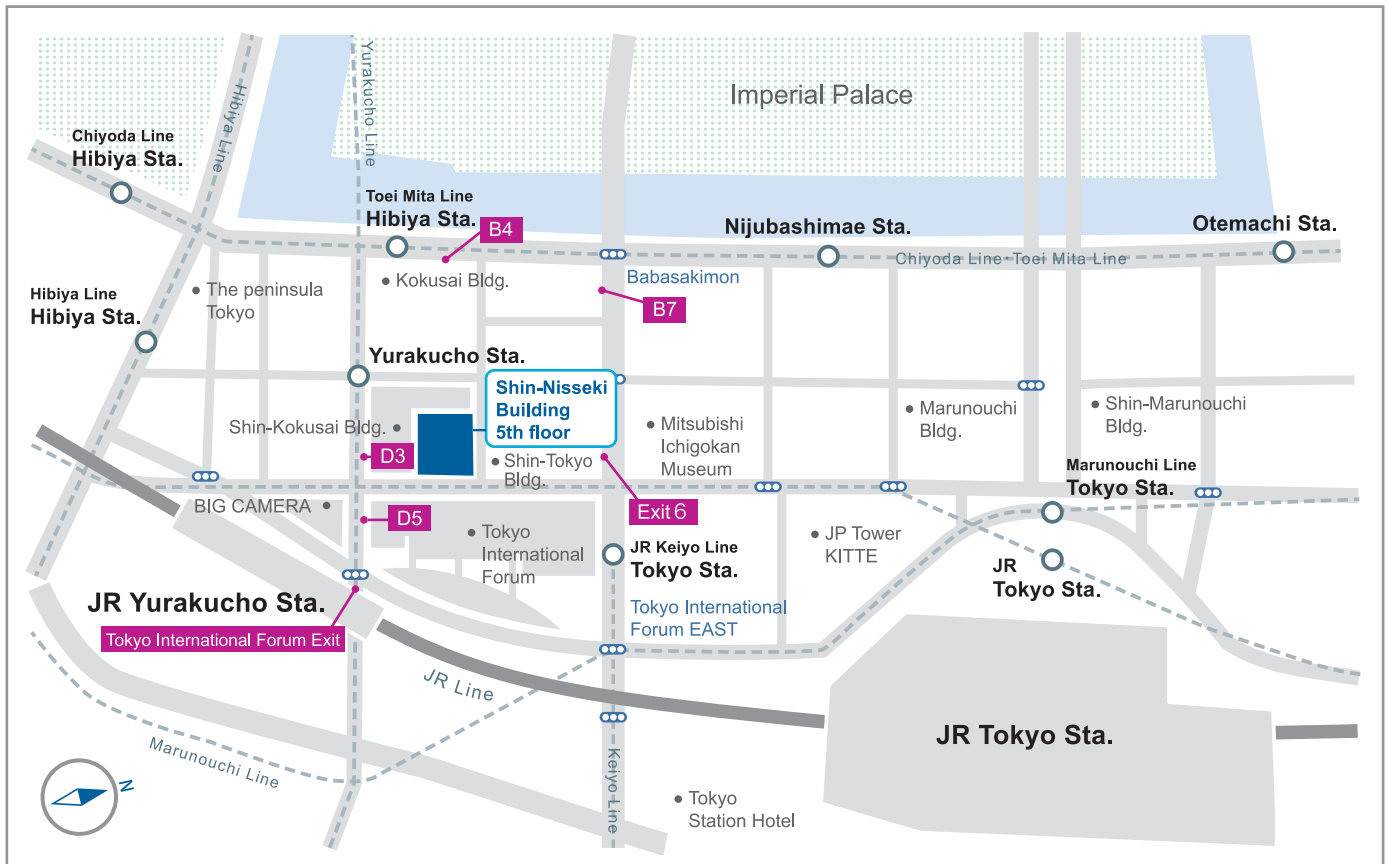 Imperial Palace
Yurakucho Line
Hibiya Line
Chiyoda Line
Hibiya Sta.
Toei Mita Line
Hibiya Sta.
B4
Nijubashimae Sta.
Otemachi Sta.
Chiyoda Line･Toei Mita Line
Kokusai Bldg.
Babasakimon
The peninsula
Tokyo
Hibiya Line
Hibiya Sta.
B7
Yurakucho Sta.
Shin-Nisseki
Building
5th floor
Shin-Kokusai Bldg.
D3
Shin-Tokyo
Bldg.
Mitsubishi
Ichigokan
Museum
Marunouchi
Bldg.
Shin-Marunouchi
Bldg.
Marunouchi Line
Tokyo Sta.
BIG CAMERA
D5
Exit 6
Tokyo
International
Forum
JR Keiyo Line
Tokyo Sta.
JP Tower
KITTE
JR
Tokyo Sta.
JR Yurakucho Sta.
Tokyo International Forum Exit
Tokyo International
Forum EAST
JR Line
Marunouchi Line
Keiyo Line
JR Tokyo Sta.
N
Tokyo
Station Hotel